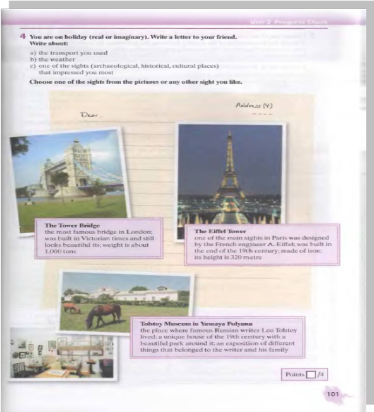 Unit 2 Progress Check
4 You are on holiday (real or imaginary). Write a letter to your friend.
Write about:
a) the transport you used
b) the weather
c) one of the sights (archaeological, historical, cultural places)
that impressed you most
Choose one of the sights from the pictures or any other sight you like.
Address (Y)
Dear
The Tower Bridge
the most famous bridge in London;
was built in Victorian times and still
looks beautiful; its weight is about
1,000 tons
The Eiffel Tower
one of the main sights in Paris was designed
by the French engineer A. Eiffel; was built in
the end of the 19th century; made of iron;
its height is 320 metre
Tolstoy Museum in Yasnaya Polyana
the place where famous Russian writer Leo Tolstoy
lived; a unique house of the 19th century with a
beautiful park around it; an exposition of different
things that belonged to the writer and his family
Points /4
101